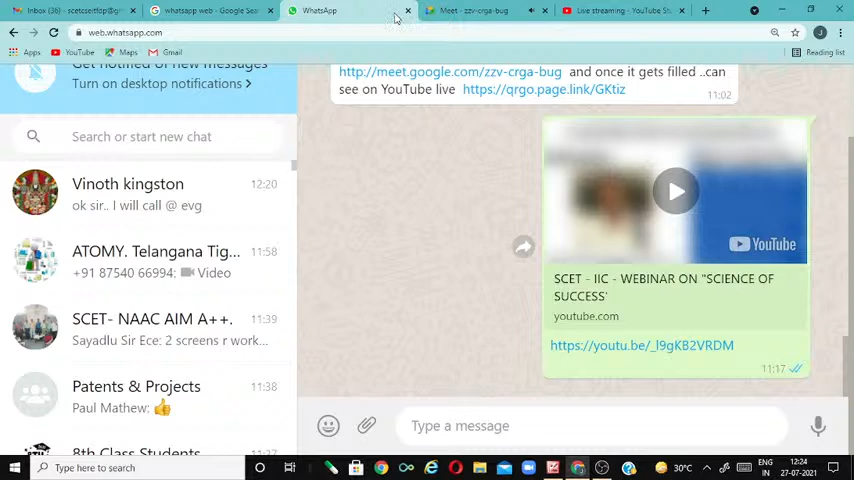 Inbox (36) - scetcseitfdp@gm
whatsapp web - Google Sea
WhatsApp
Meet - zzv-crga-bug
Live streaming - YouTube St
web.whatsapp.com
Apps
YouTube
Maps
Gmail
Reading list
Get notified of new messages
Turn on desktop notifications >
Search or start new chat
Vinoth kingston 12:20
ok sir.. I will call @ evg
ATOMY. Telangana Tig... 11:58
+91 87540 66994: Video
SCET- NAAC AIM A++. 11:39
Sayadlu Sir Ece: 2 screens r work...
Patents & Projects 11:38
Paul Mathew: 👍
8th Class Students 11:27
http://meet.google.com/zzv-crga-bug and once it gets filled ..can
see on YouTube live https://qrgo.page.link/GKtiz
11:02
YouTube
SCET - IIC - WEBINAR ON "SCIENCE OF
SUCCESS'
youtube.com
https://youtu.be/_l9gKB2VRDM
11:17
Type a message
Type here to search
30°C
ENG
IN
12:24
27-07-2021